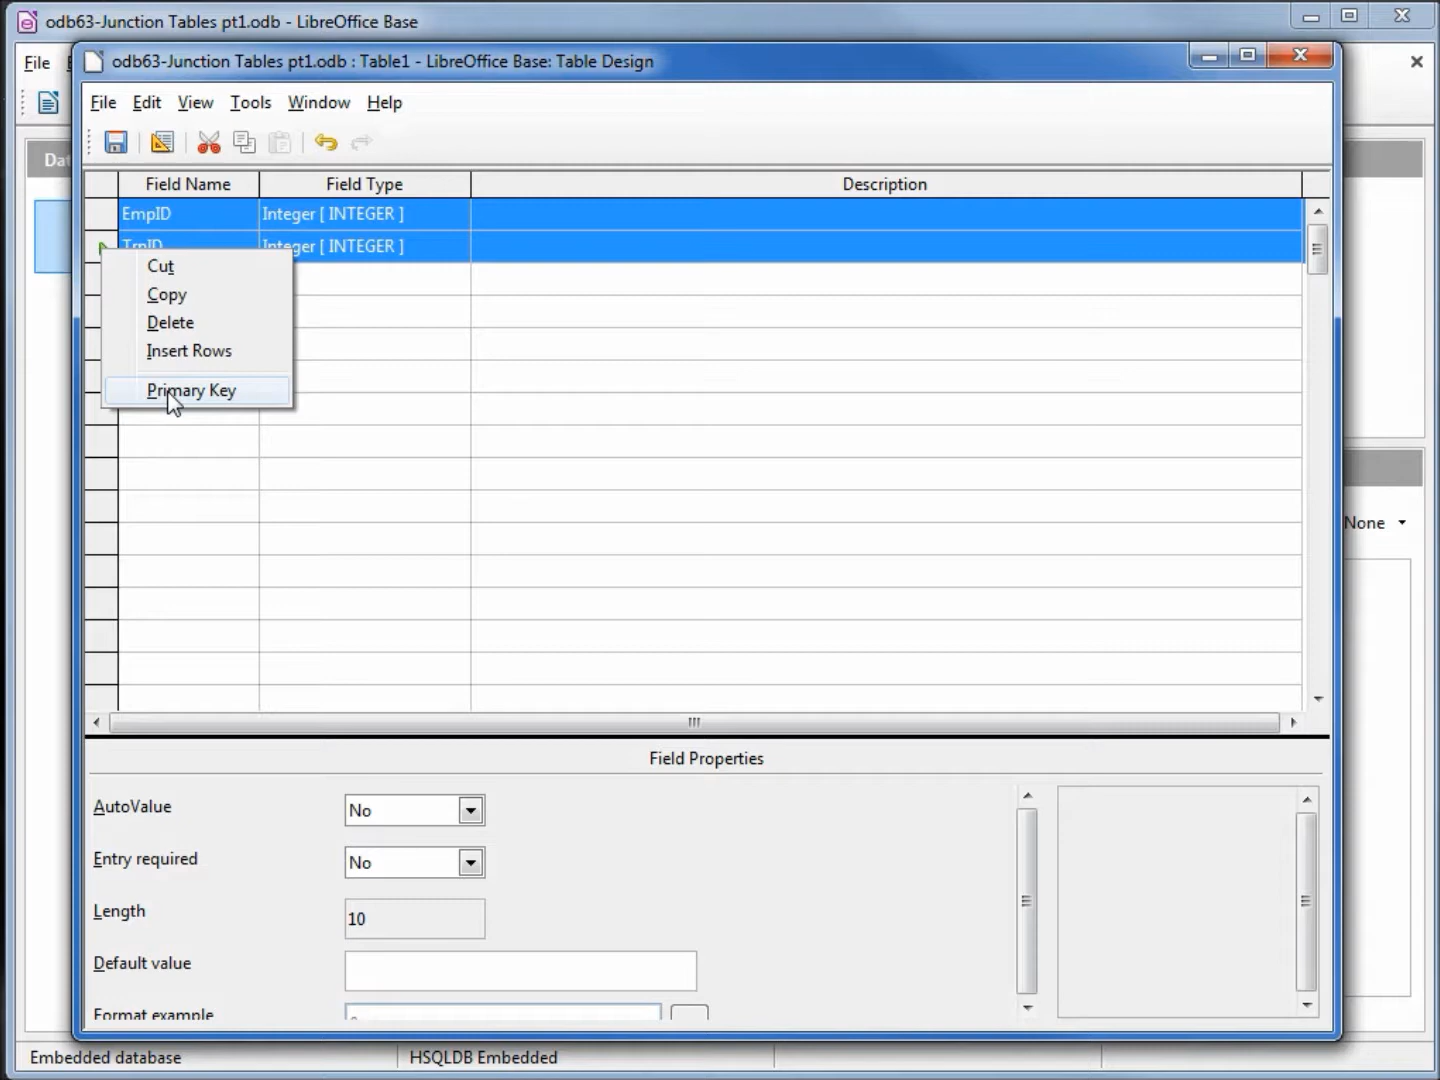 odb63-Junction Tables pt1.odb - LibreOffice Base
File
odb63-Junction Tables pt1.odb : Table1 - LibreOffice Base: Table Design
File Edit View Tools Window Help
Dat
Field Name Field Type Description
EmpID Integer [ INTEGER ]
TrnID Integer [ INTEGER ]
Cut
Copy
Delete
Insert Rows
Primary Key
None
Field Properties
AutoValue No
Entry required No
Length 10
Default value
Format example
Embedded database HSQLDB Embedded